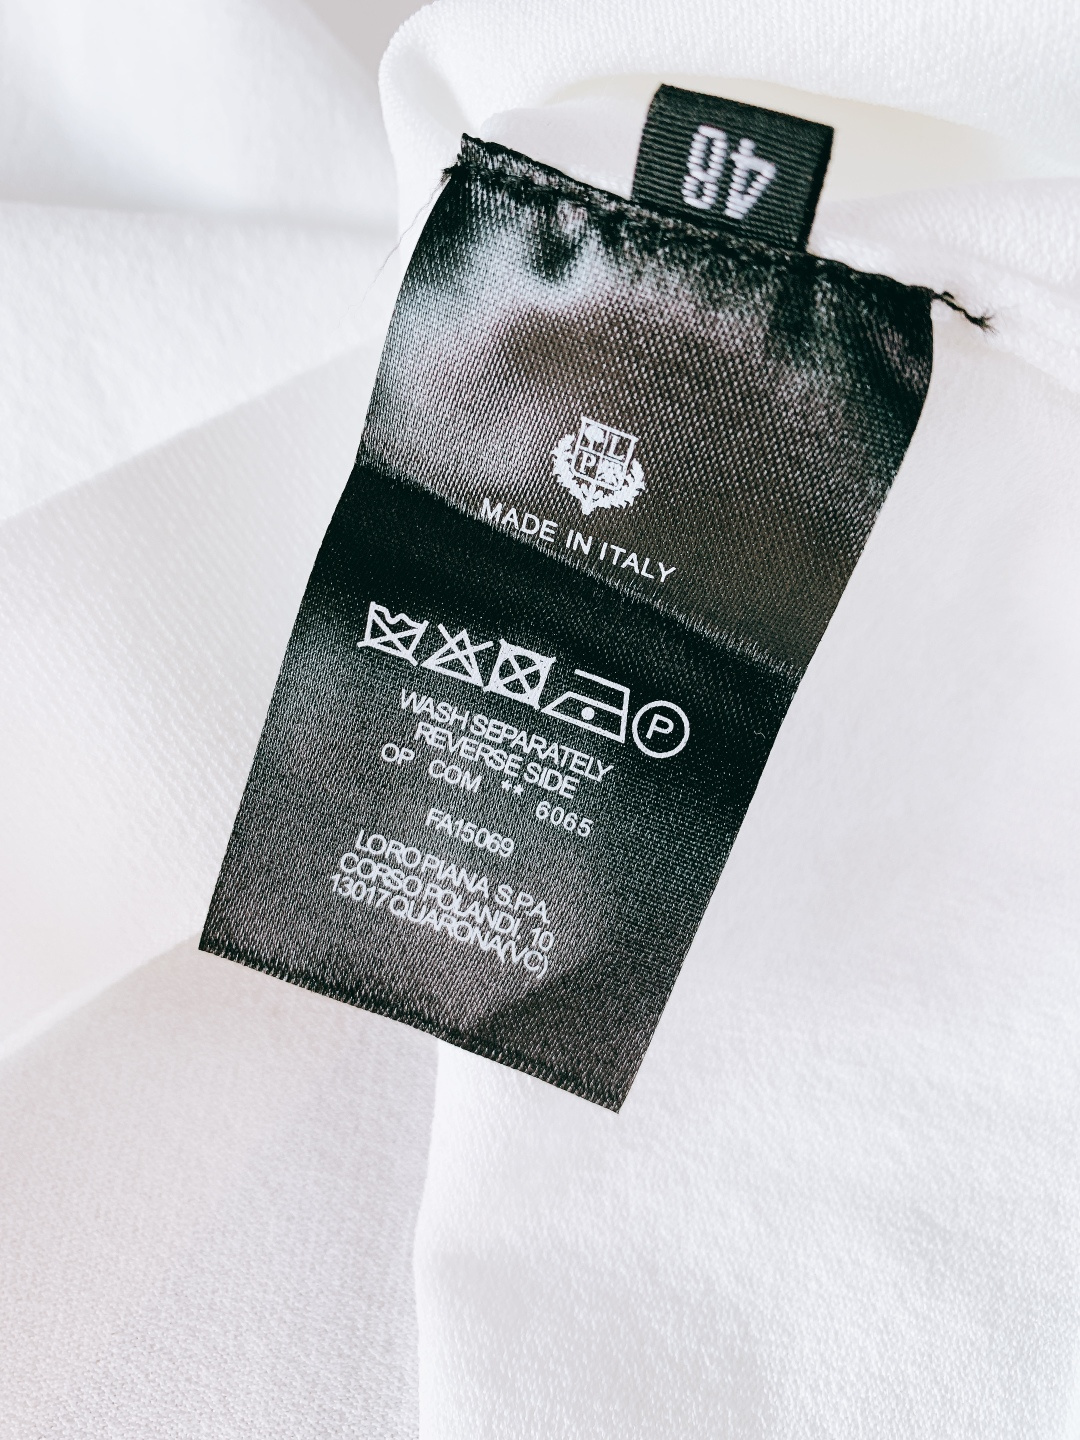 48
L
P
MADE IN ITALY
P
WASH SEPARATELY
REVERSE SIDE
OP COM ** 6065
FA15069
LORO PIANA S.P.A.
CORSO ROLANDI, 10
13017 QUARONA(VC)